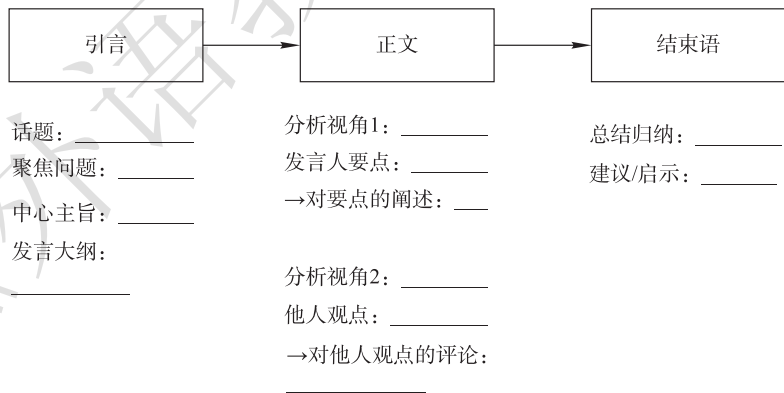 引言
正文
结束语
话题：
聚焦问题：
中心主旨：
发言大纲：
分析视角1：
发言人要点：
→对要点的阐述：
分析视角2：
他人观点：
→对他人观点的评论：
总结归纳：
建议/启示：
外语教